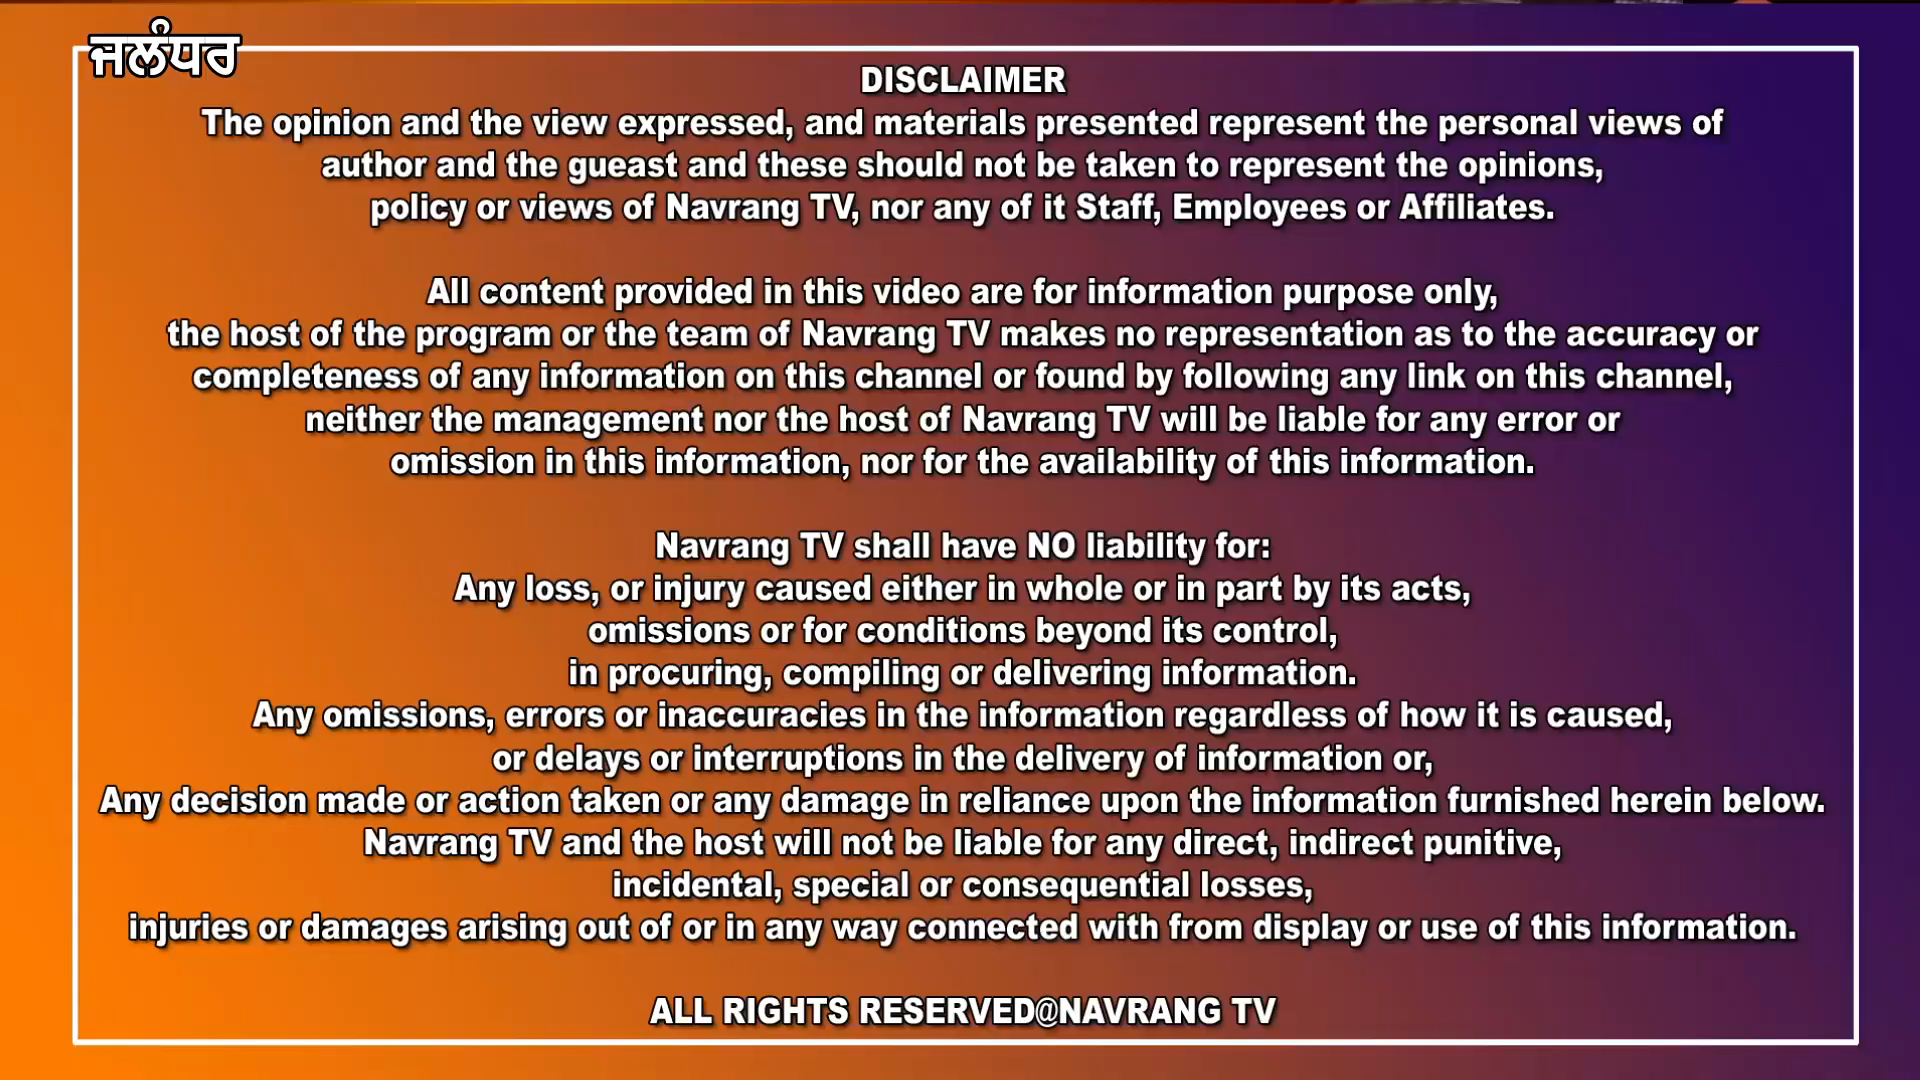 ਜਲੰਧਰ
DISCLAIMER
The opinion and the view expressed, and materials presented represent the personal views of
author and the gueast and these should not be taken to represent the opinions,
policy or views of Navrang TV, nor any of it Staff, Employees or Affiliates.
All content provided in this video are for information purpose only,
the host of the program or the team of Navrang TV makes no representation as to the accuracy or
completeness of any information on this channel or found by following any link on this channel,
neither the management nor the host of Navrang TV will be liable for any error or
omission in this information, nor for the availability of this information.
Navrang TV shall have NO liability for:
Any loss, or injury caused either in whole or in part by its acts,
omissions or for conditions beyond its control,
in procuring, compiling or delivering information.
Any omissions, errors or inaccuracies in the information regardless of how it is caused,
or delays or interruptions in the delivery of information or,
Any decision made or action taken or any damage in reliance upon the information furnished herein below.
Navrang TV and the host will not be liable for any direct, indirect punitive,
incidental, special or consequential losses,
injuries or damages arising out of or in any way connected with from display or use of this information.
ALL RIGHTS RESERVED@NAVRANG TV